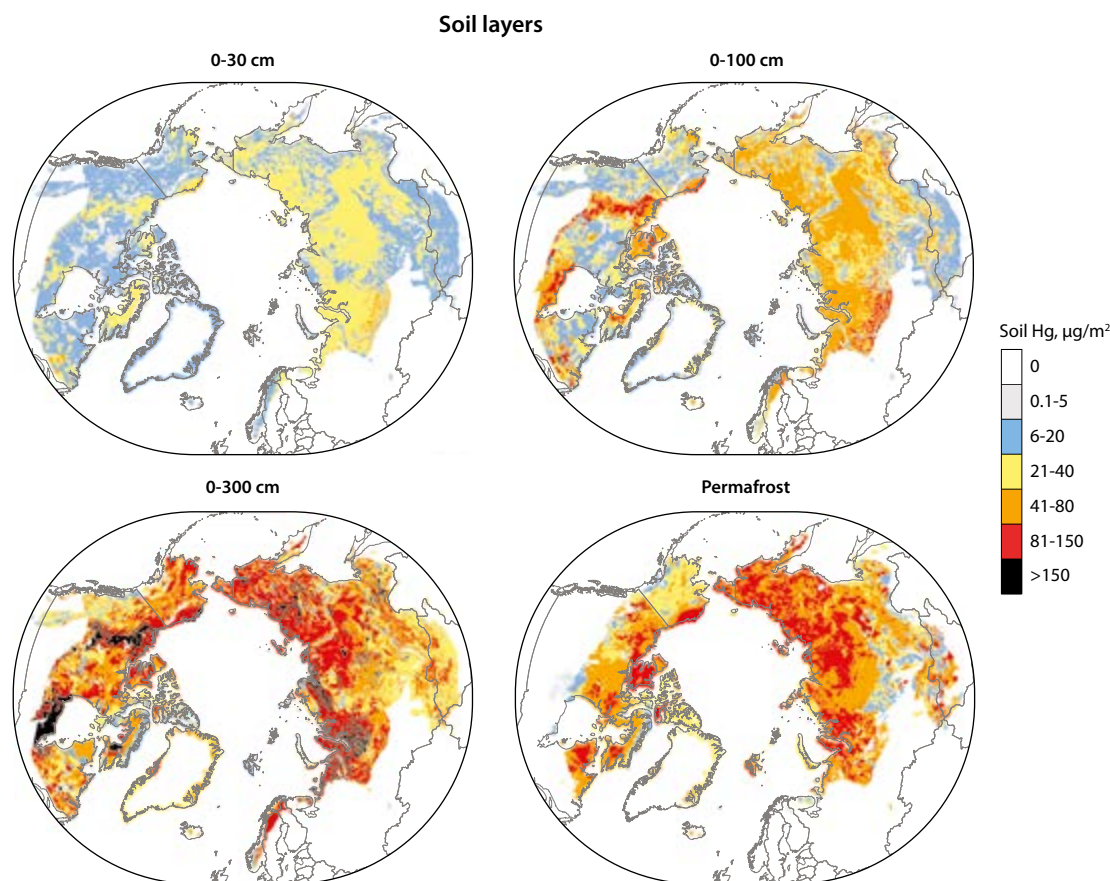 Soil layers
0-30 cm
0-100 cm
Soil Hg, µg/m²
0
0.1-5
6-20
21-40
41-80
81-150
>150
0-300 cm
Permafrost